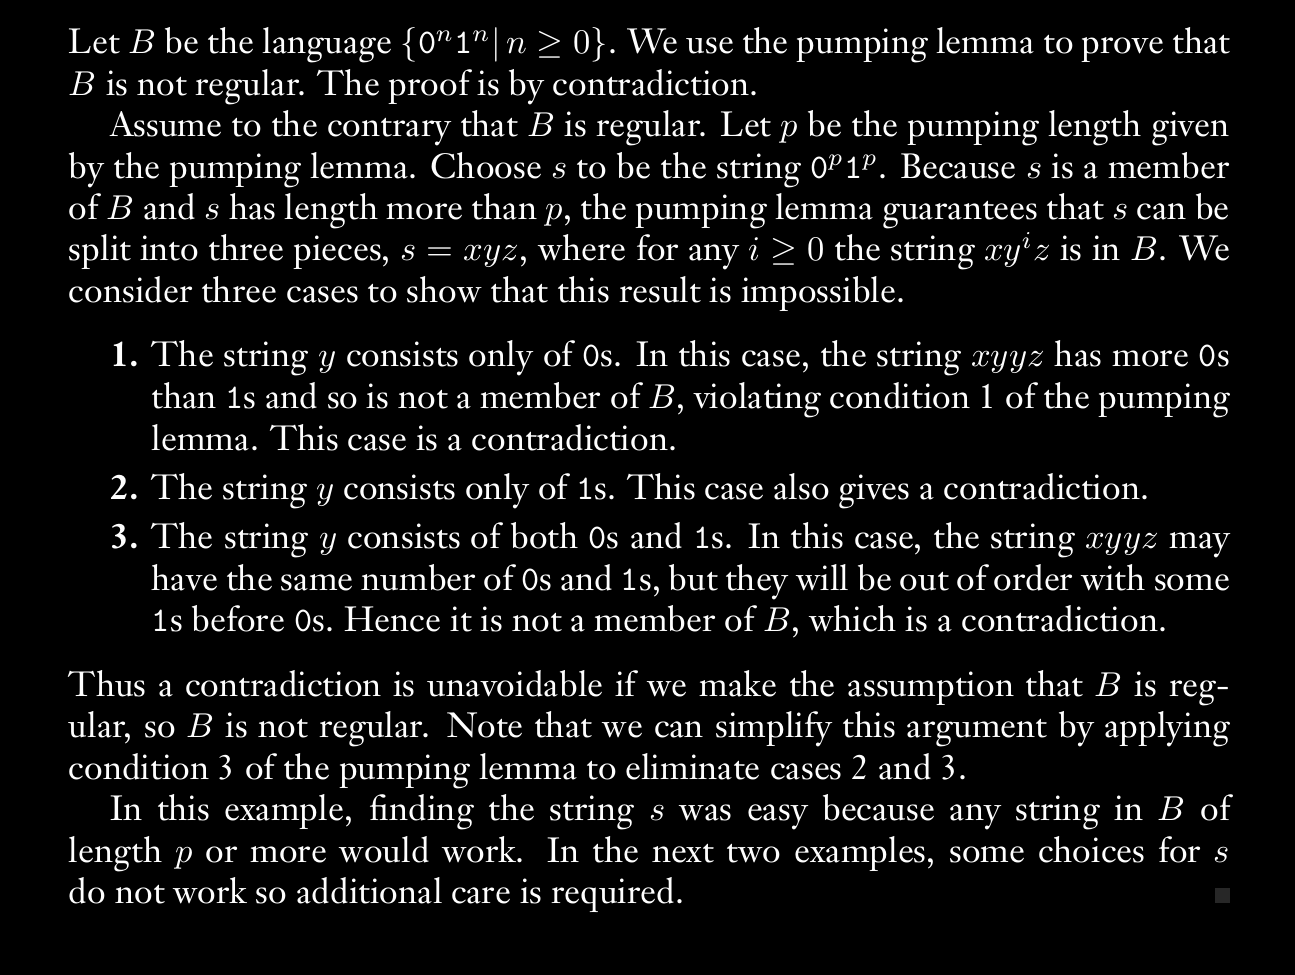 Let B be the language {0ⁿ1ⁿ| n ≥ 0}. We use the pumping lemma to prove that
B is not regular. The proof is by contradiction.
Assume to the contrary that B is regular. Let p be the pumping length given
by the pumping lemma. Choose s to be the string 0ᵖ1ᵖ. Because s is a member
of B and s has length more than p, the pumping lemma guarantees that s can be
split into three pieces, s = xyz, where for any i ≥ 0 the string xyⁱz is in B. We
consider three cases to show that this result is impossible.
1. The string y consists only of 0s. In this case, the string xyyz has more 0s
than 1s and so is not a member of B, violating condition 1 of the pumping
lemma. This case is a contradiction.
2. The string y consists only of 1s. This case also gives a contradiction.
3. The string y consists of both 0s and 1s. In this case, the string xyyz may
have the same number of 0s and 1s, but they will be out of order with some
1s before 0s. Hence it is not a member of B, which is a contradiction.
Thus a contradiction is unavoidable if we make the assumption that B is reg-
ular, so B is not regular. Note that we can simplify this argument by applying
condition 3 of the pumping lemma to eliminate cases 2 and 3.
In this example, finding the string s was easy because any string in B of
length p or more would work. In the next two examples, some choices for s
do not work so additional care is required.